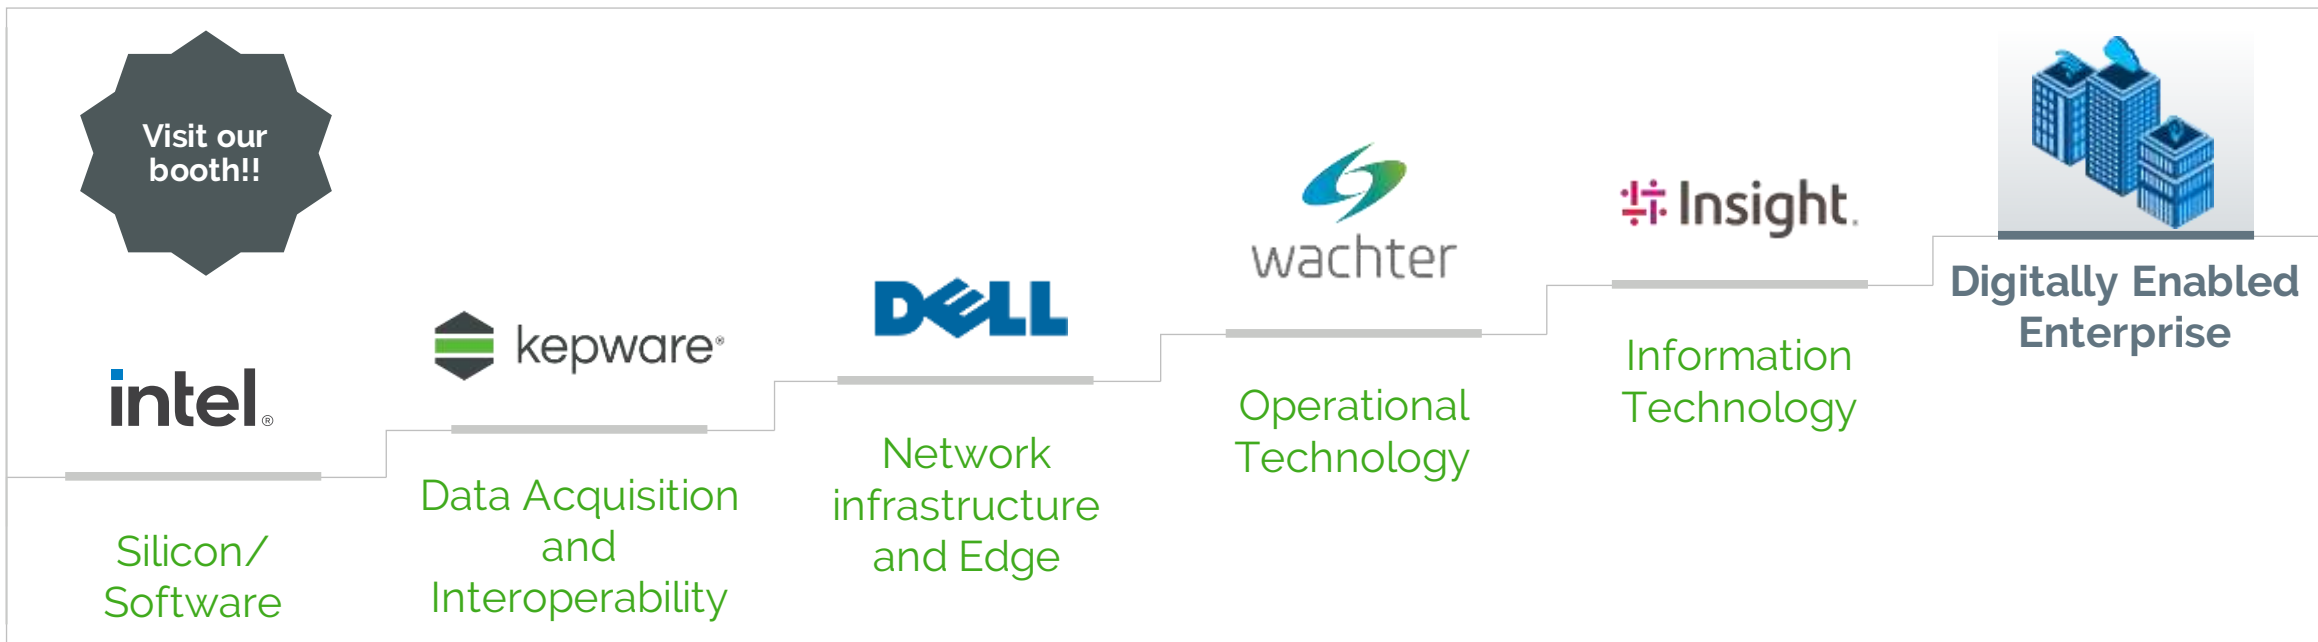 Visit our
booth!!
intel®
Silicon/
Software
kepware®
Data Acquisition
and
Interoperability
DELL
Network
infrastructure
and Edge
wachter
Operational
Technology
Insight.
Information
Technology
Digitally Enabled
Enterprise